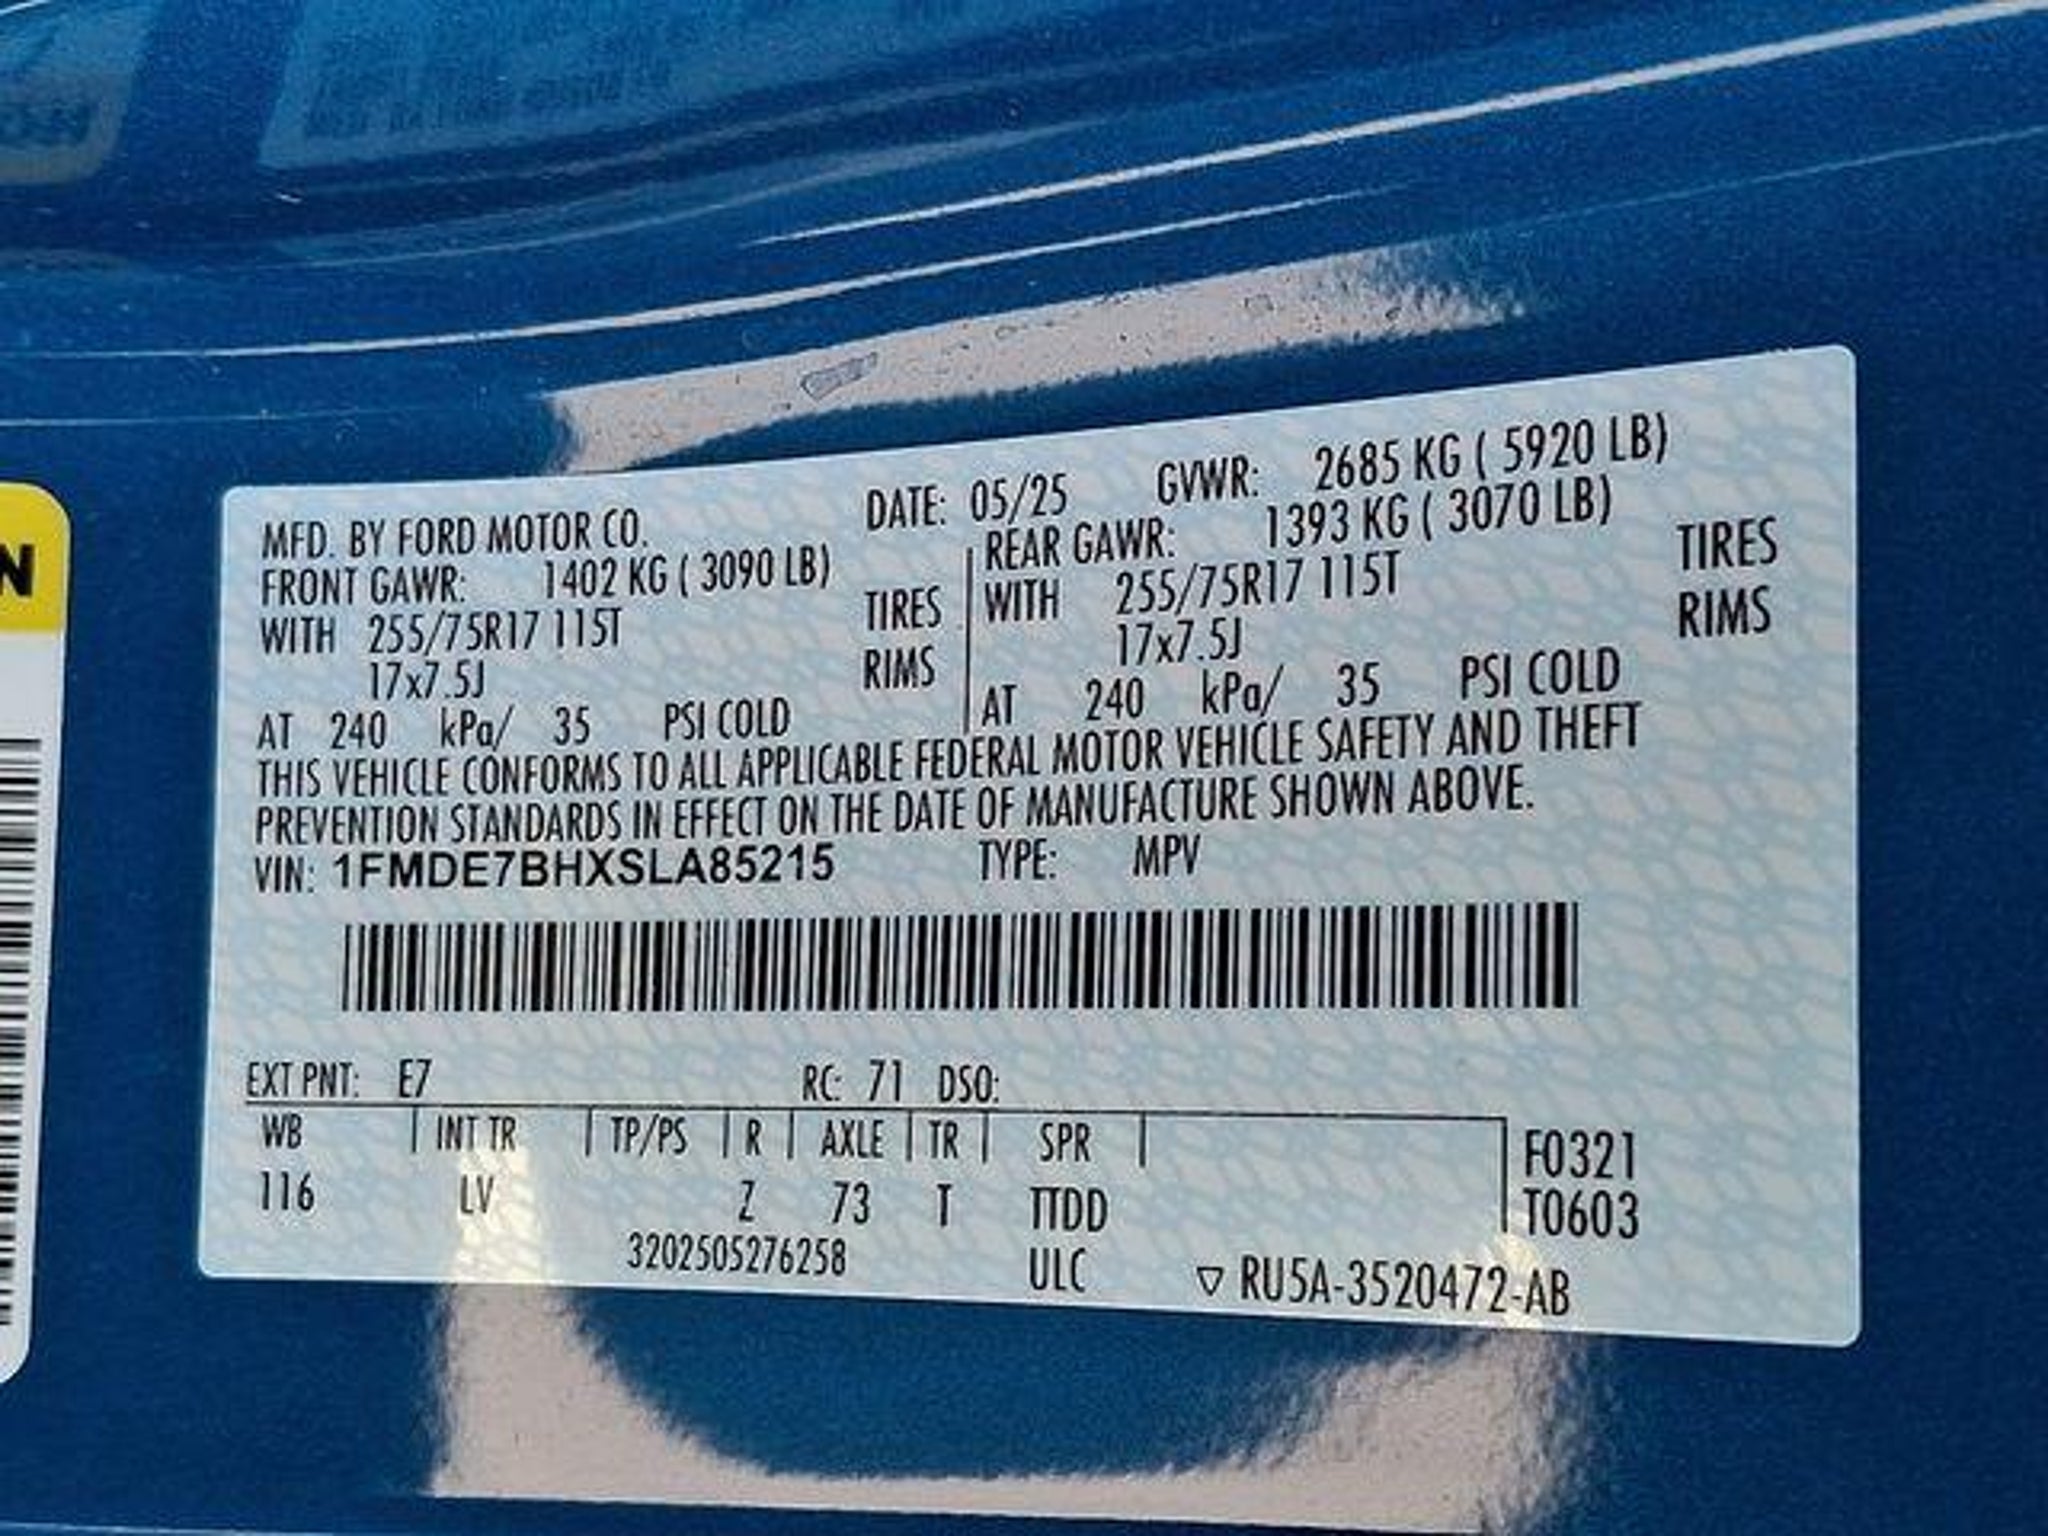 N
MFD. BY FORD MOTOR CO. DATE: 05/25 GVWR: 2685 KG ( 5920 LB)
FRONT GAWR: 1402 KG ( 3090 LB) REAR GAWR: 1393 KG ( 3070 LB)
WITH 255/75R17 115T TIRES WITH 255/75R17 115T TIRES
17x7.5J RIMS 17x7.5J RIMS
AT 240 kPa/ 35 PSI COLD AT 240 kPa/ 35 PSI COLD
THIS VEHICLE CONFORMS TO ALL APPLICABLE FEDERAL MOTOR VEHICLE SAFETY AND THEFT
PREVENTION STANDARDS IN EFFECT ON THE DATE OF MANUFACTURE SHOWN ABOVE.
VIN: 1FMDE7BHXSLA85215 TYPE: MPV
EXT PNT: E7 RC: 71 DSO:
WB INT TR TP/PS R AXLE TR SPR F0321
116 LV Z 73 T TTDD T0603
3202505276258 ULC ▽ RU5A-3520472-AB